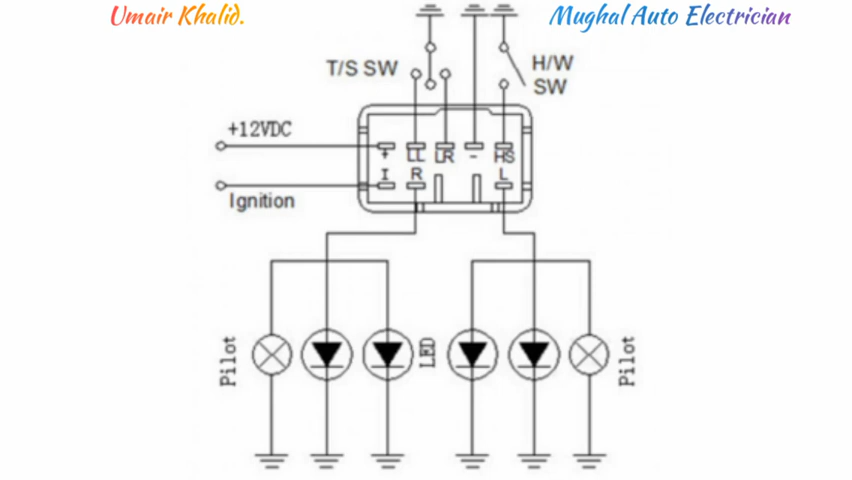 Umair Khalid.
Mughal Auto Electrician
T/S SW
H/W
SW
+12VDC
+ LL LR - HS
I R L
Ignition
Pilot
LED
Pilot